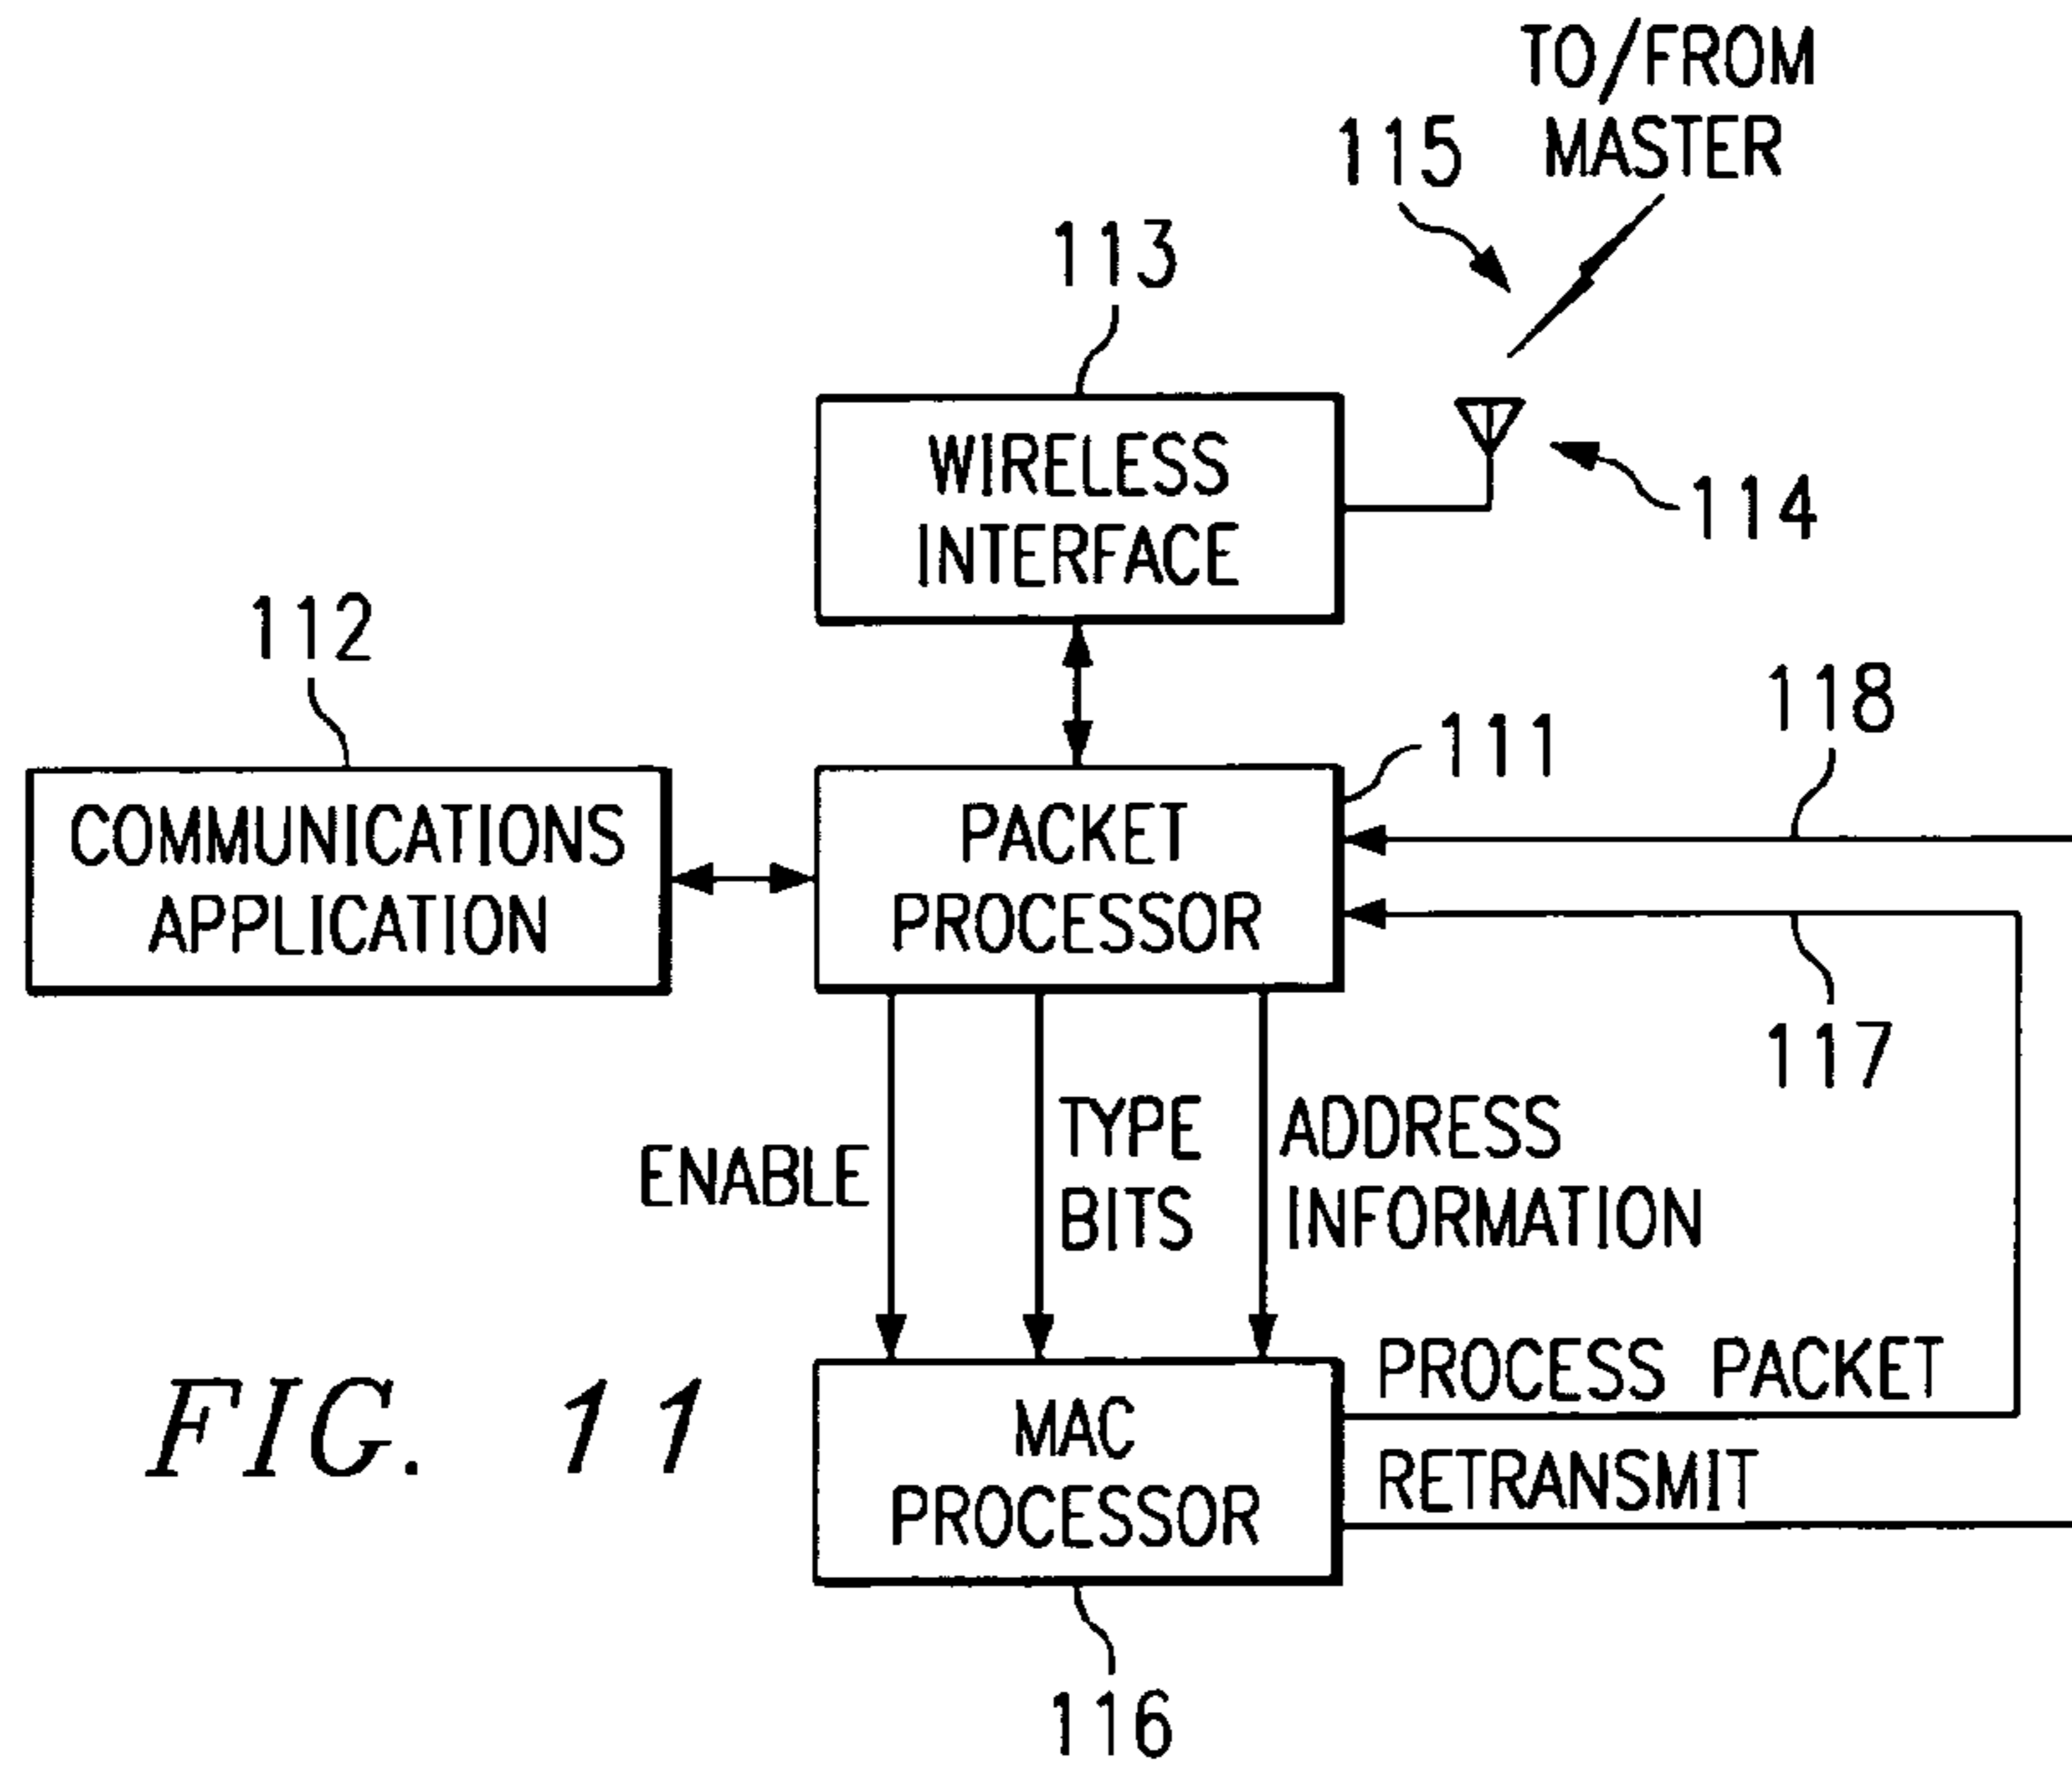 TO/FROM
MASTER
115
113
WIRELESS
INTERFACE
114
112
118
111
COMMUNICATIONS
APPLICATION
PACKET
PROCESSOR
117
ENABLE
TYPE
BITS
ADDRESS
INFORMATION
PROCESS PACKET
RETRANSMIT
MAC
PROCESSOR
FIG. 11
116